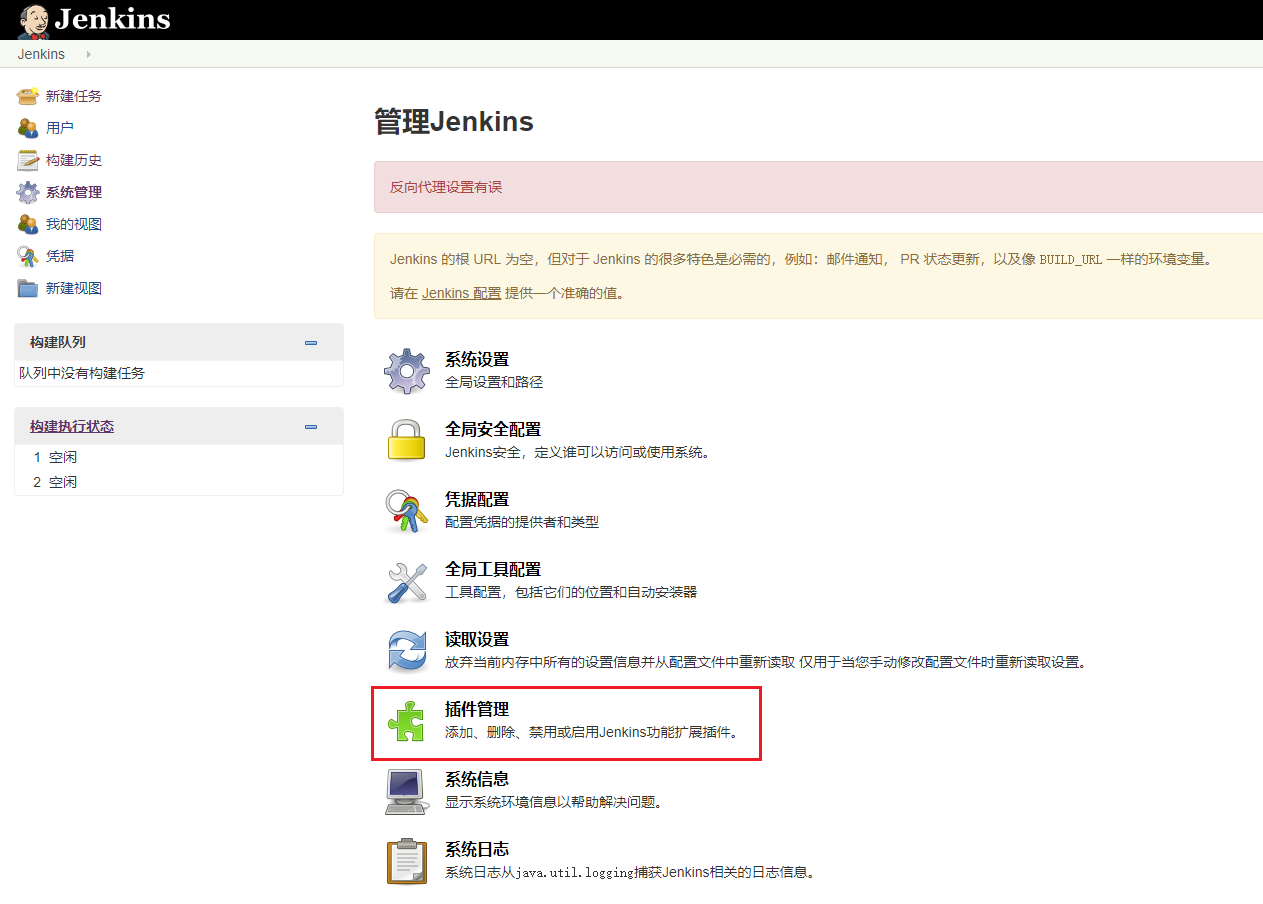 Jenkins
Jenkins
新建任务
用户
构建历史
系统管理
我的视图
凭据
新建视图
构建队列
队列中没有构建任务
构建执行状态
1 空闲
2 空闲
管理Jenkins
反向代理设置有误
Jenkins 的根 URL 为空，但对于 Jenkins 的很多特色是必需的，例如：邮件通知， PR 状态更新，以及像 BUILD_URL 一样的环境变量。
请在 Jenkins 配置 提供一个准确的值。
系统设置
全局设置和路径
全局安全配置
Jenkins安全，定义谁可以访问或使用系统。
凭据配置
配置凭据的提供者和类型
全局工具配置
工具配置，包括它们的位置和自动安装器
读取设置
放弃当前内存中所有的设置信息并从配置文件中重新读取 仅用于当您手动修改配置文件时重新读取设置。
插件管理
添加、删除、禁用或启用Jenkins功能扩展插件。
系统信息
显示系统环境信息以帮助解决问题。
系统日志
系统日志从java.util.logging捕获Jenkins相关的日志信息。